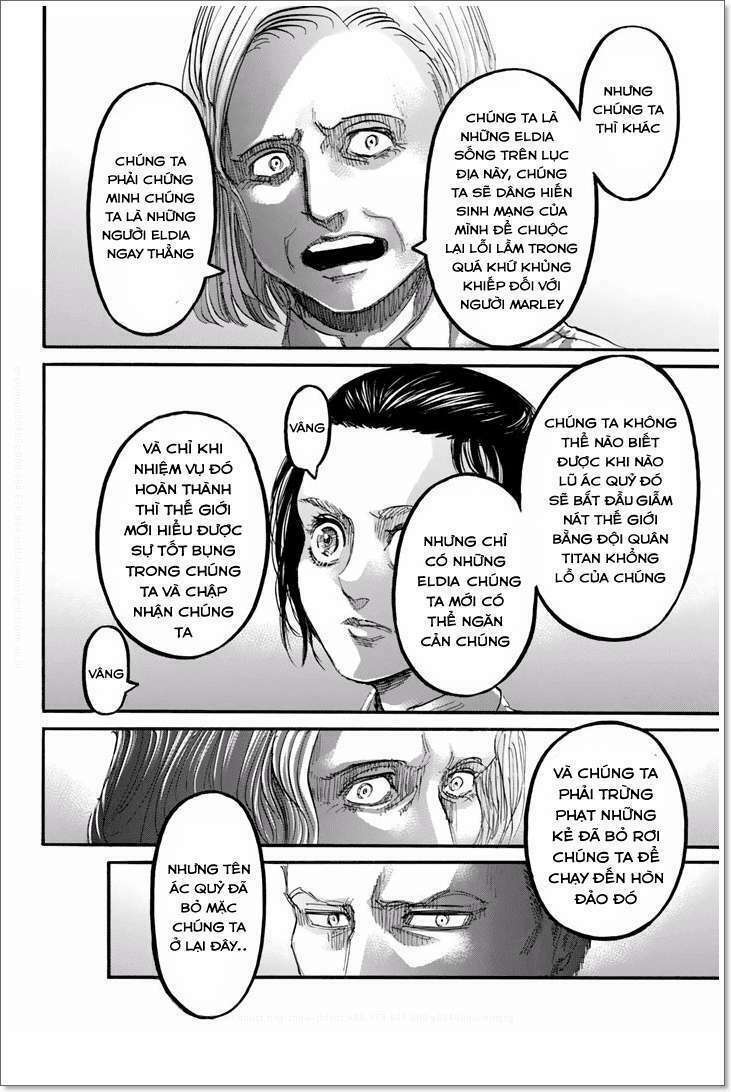 NHƯNG
CHÚNG TA
THÌ KHÁC
CHÚNG TA LÀ
NHỮNG ELDIA
SỐNG TRÊN LỤC
ĐỊA NÀY, CHÚNG
TA SẼ DÂNG HIẾN
SINH MẠNG CỦA
MÌNH ĐỂ CHUỘC
LẠI LỖI LẦM TRONG
QUÁ KHỨ KHỦNG
KHIẾP ĐỐI VỚI
NGƯỜI MARLEY
CHÚNG TA
PHẢI CHỨNG
MINH CHÚNG
TA LÀ NHỮNG
NGƯỜI ELDIA
NGAY THẲNG
CHÚNG TA KHÔNG
THỂ NÀO BIẾT
ĐƯỢC KHI NÀO
LŨ ÁC QUỶ ĐÓ
SẼ BẮT ĐẦU GIẪM
NÁT THẾ GIỚI
BẰNG ĐỘI QUÂN
TITAN KHỔNG
LỒ CỦA CHÚNG
NHƯNG CHỈ
CÓ NHỮNG
ELDIA CHÚNG
TA MỚI CÓ
THỂ NGĂN
CẢN CHÚNG
VÂNG
VÀ CHỈ KHI
NHIỆM VỤ ĐÓ
HOÀN THÀNH
THÌ THẾ GIỚI
MỚI HIỂU ĐƯỢC
SỰ TỐT BỤNG
TRONG CHÚNG
TA VÀ CHẬP
NHẬN CHÚNG
TA
VÂNG
VÀ CHÚNG TA
PHẢI TRỪNG
PHẠT NHỮNG
KẺ ĐÃ BỎ RƠI
CHÚNG TA ĐỂ
CHẠY ĐẾN HÒN
ĐẢO ĐÓ
NHƯNG TÊN
ÁC QUỶ ĐÃ
BỎ MẶC
CHÚNG TA
Ở LẠI ĐÂY..